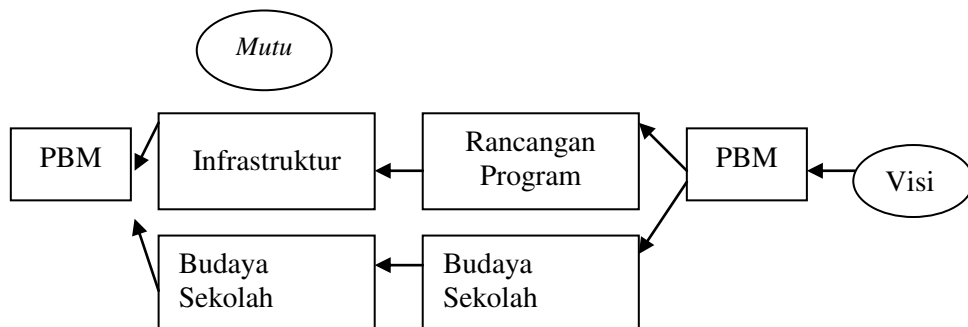 Mutu
PBM
Infrastruktur
Rancangan
Program
PBM
Visi
Budaya
Sekolah
Budaya
Sekolah